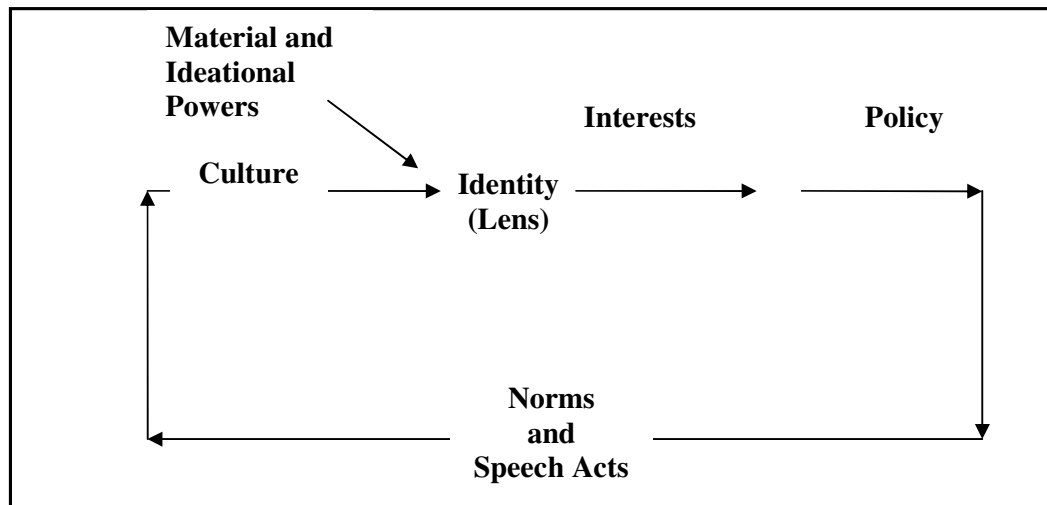 Material and
Ideational
Powers
Interests
Policy
Culture
Identity
(Lens)
Norms
and
Speech Acts